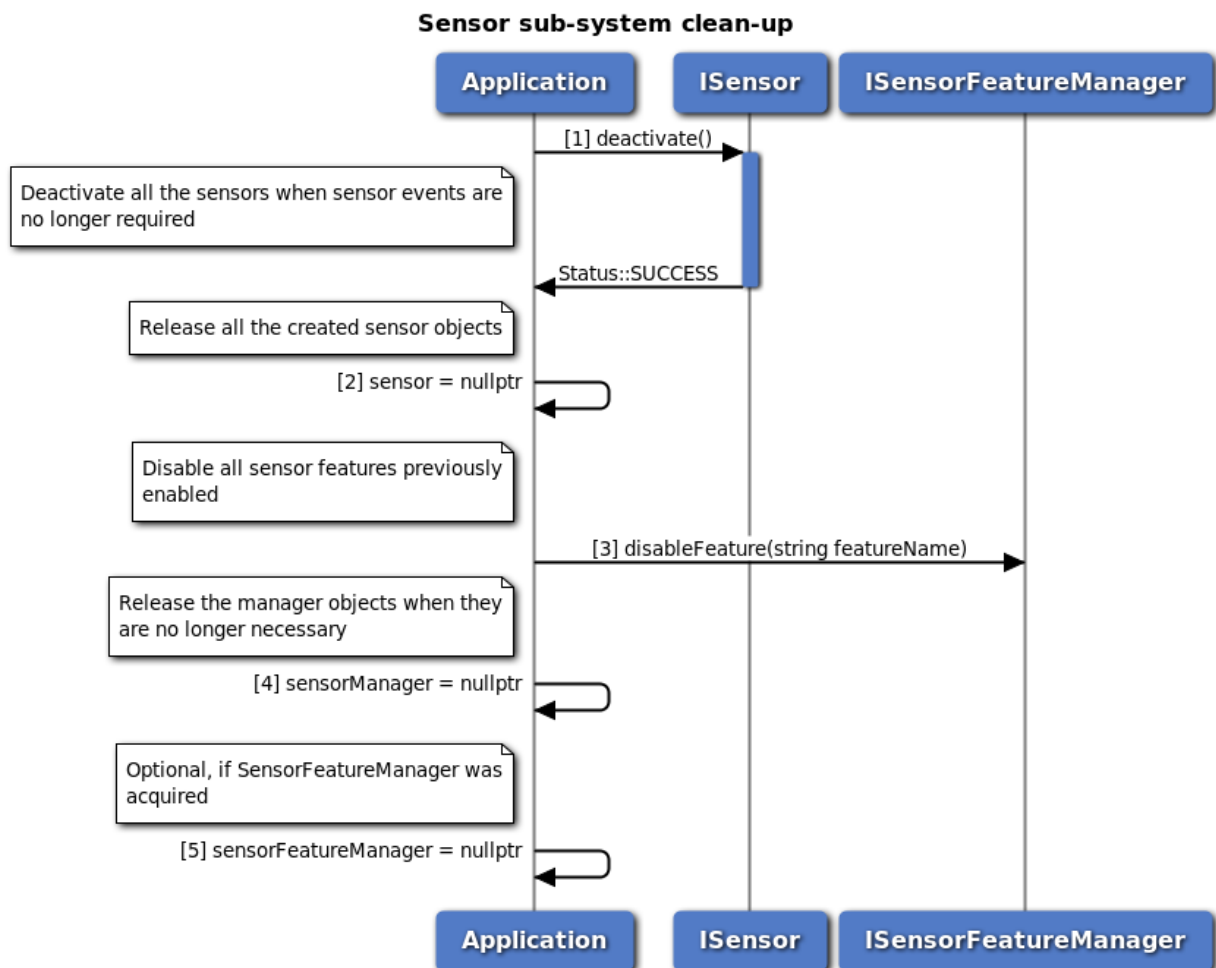 Sensor sub-system clean-up
Application
ISensor
ISensorFeatureManager
[1] deactivate()
Deactivate all the sensors when sensor events are
no longer required
Status::SUCCESS
Release all the created sensor objects
[2] sensor = nullptr
Disable all sensor features previously
enabled
[3] disableFeature(string featureName)
Release the manager objects when they
are no longer necessary
[4] sensorManager = nullptr
Optional, if SensorFeatureManager was
acquired
[5] sensorFeatureManager = nullptr
Application
ISensor
ISensorFeatureManager